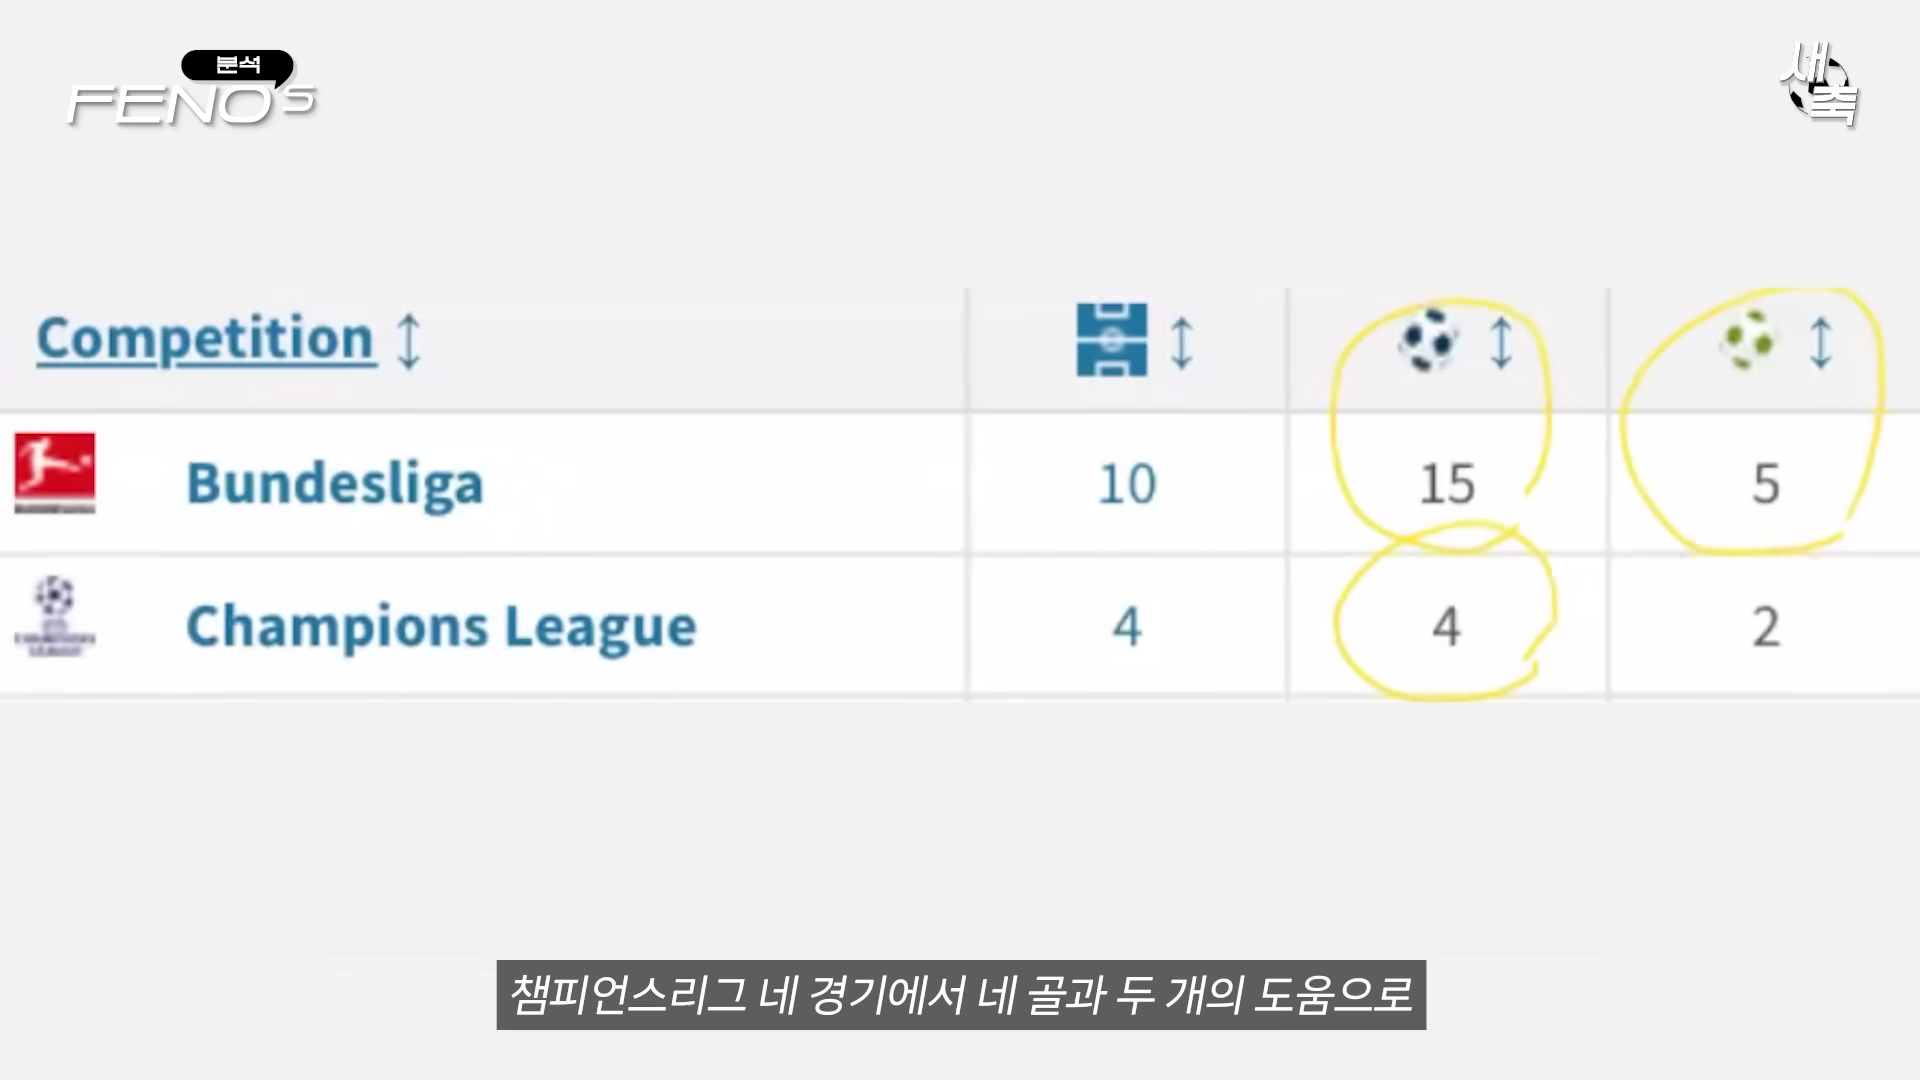 분석
FENO'S
새축
Competition
Bundesliga 10 15 5
Champions League 4 4 2
챔피언스리그 네 경기에서 네 골과 두 개의 도움으로